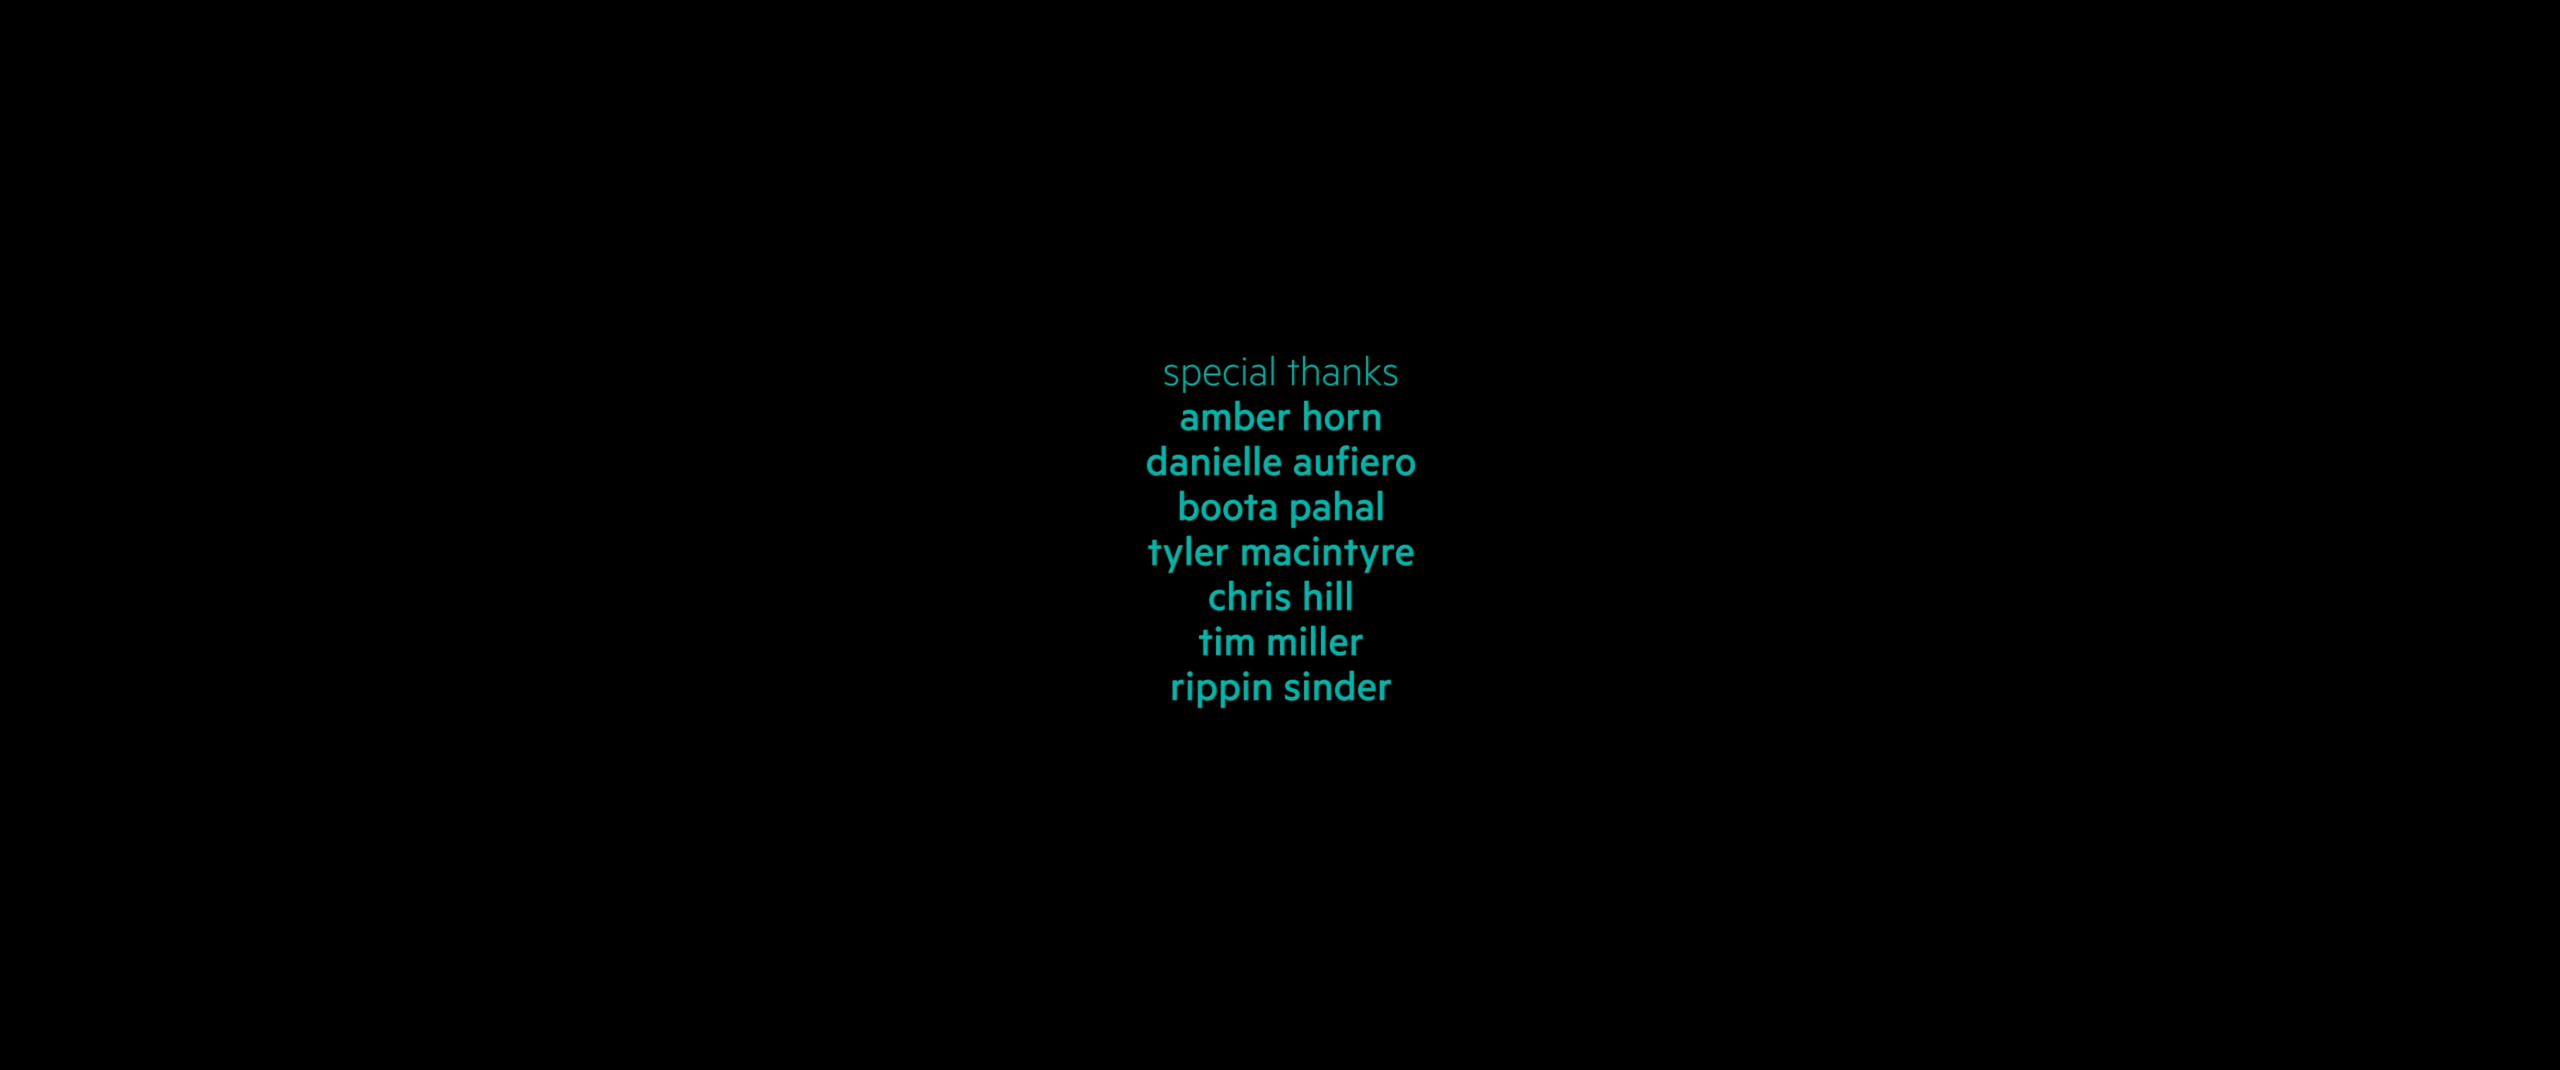 special thanks
amber horn
danielle aufiero
boota pahal
tyler macintyre
chris hill
tim miller
rippin sinder